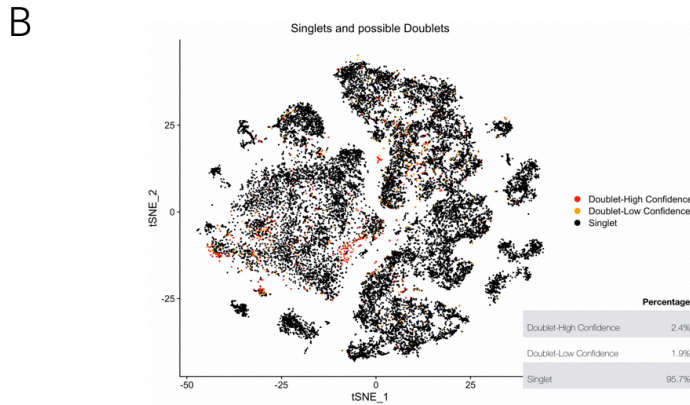 B
Singlets and possible Doublets
tSNE_2
25
0
-25
-50
-25
0
25
tSNE_1
Doublet-High Confidence
Doublet-Low Confidence
Singlet
Percentage
Doublet-High Confidence 2.4%
Doublet-Low Confidence 1.9%
Singlet 95.7%